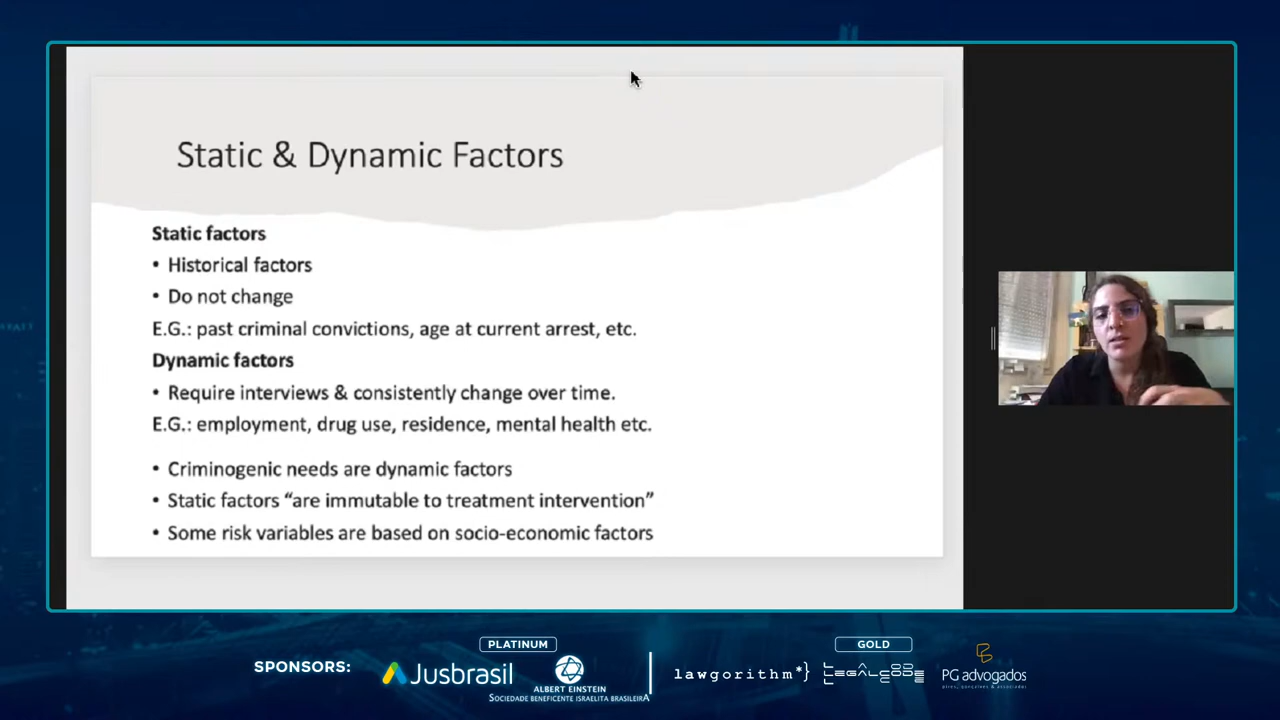 Static & Dynamic Factors
Static factors
• Historical factors
• Do not change
E.G.: past criminal convictions, age at current arrest, etc.
Dynamic factors
• Require interviews & consistently change over time.
E.G.: employment, drug use, residence, mental health etc.
• Criminogenic needs are dynamic factors
• Static factors “are immutable to treatment intervention”
• Some risk variables are based on socio-economic factors
PLATINUM
GOLD
SPONSORS:
Jusbrasil
ALBERT EINSTEIN
SOCIEDADE BENEFICENTE ISRAELITA BRASILEIRA
lawgorithm*}
LEGALCODE
PG advogados